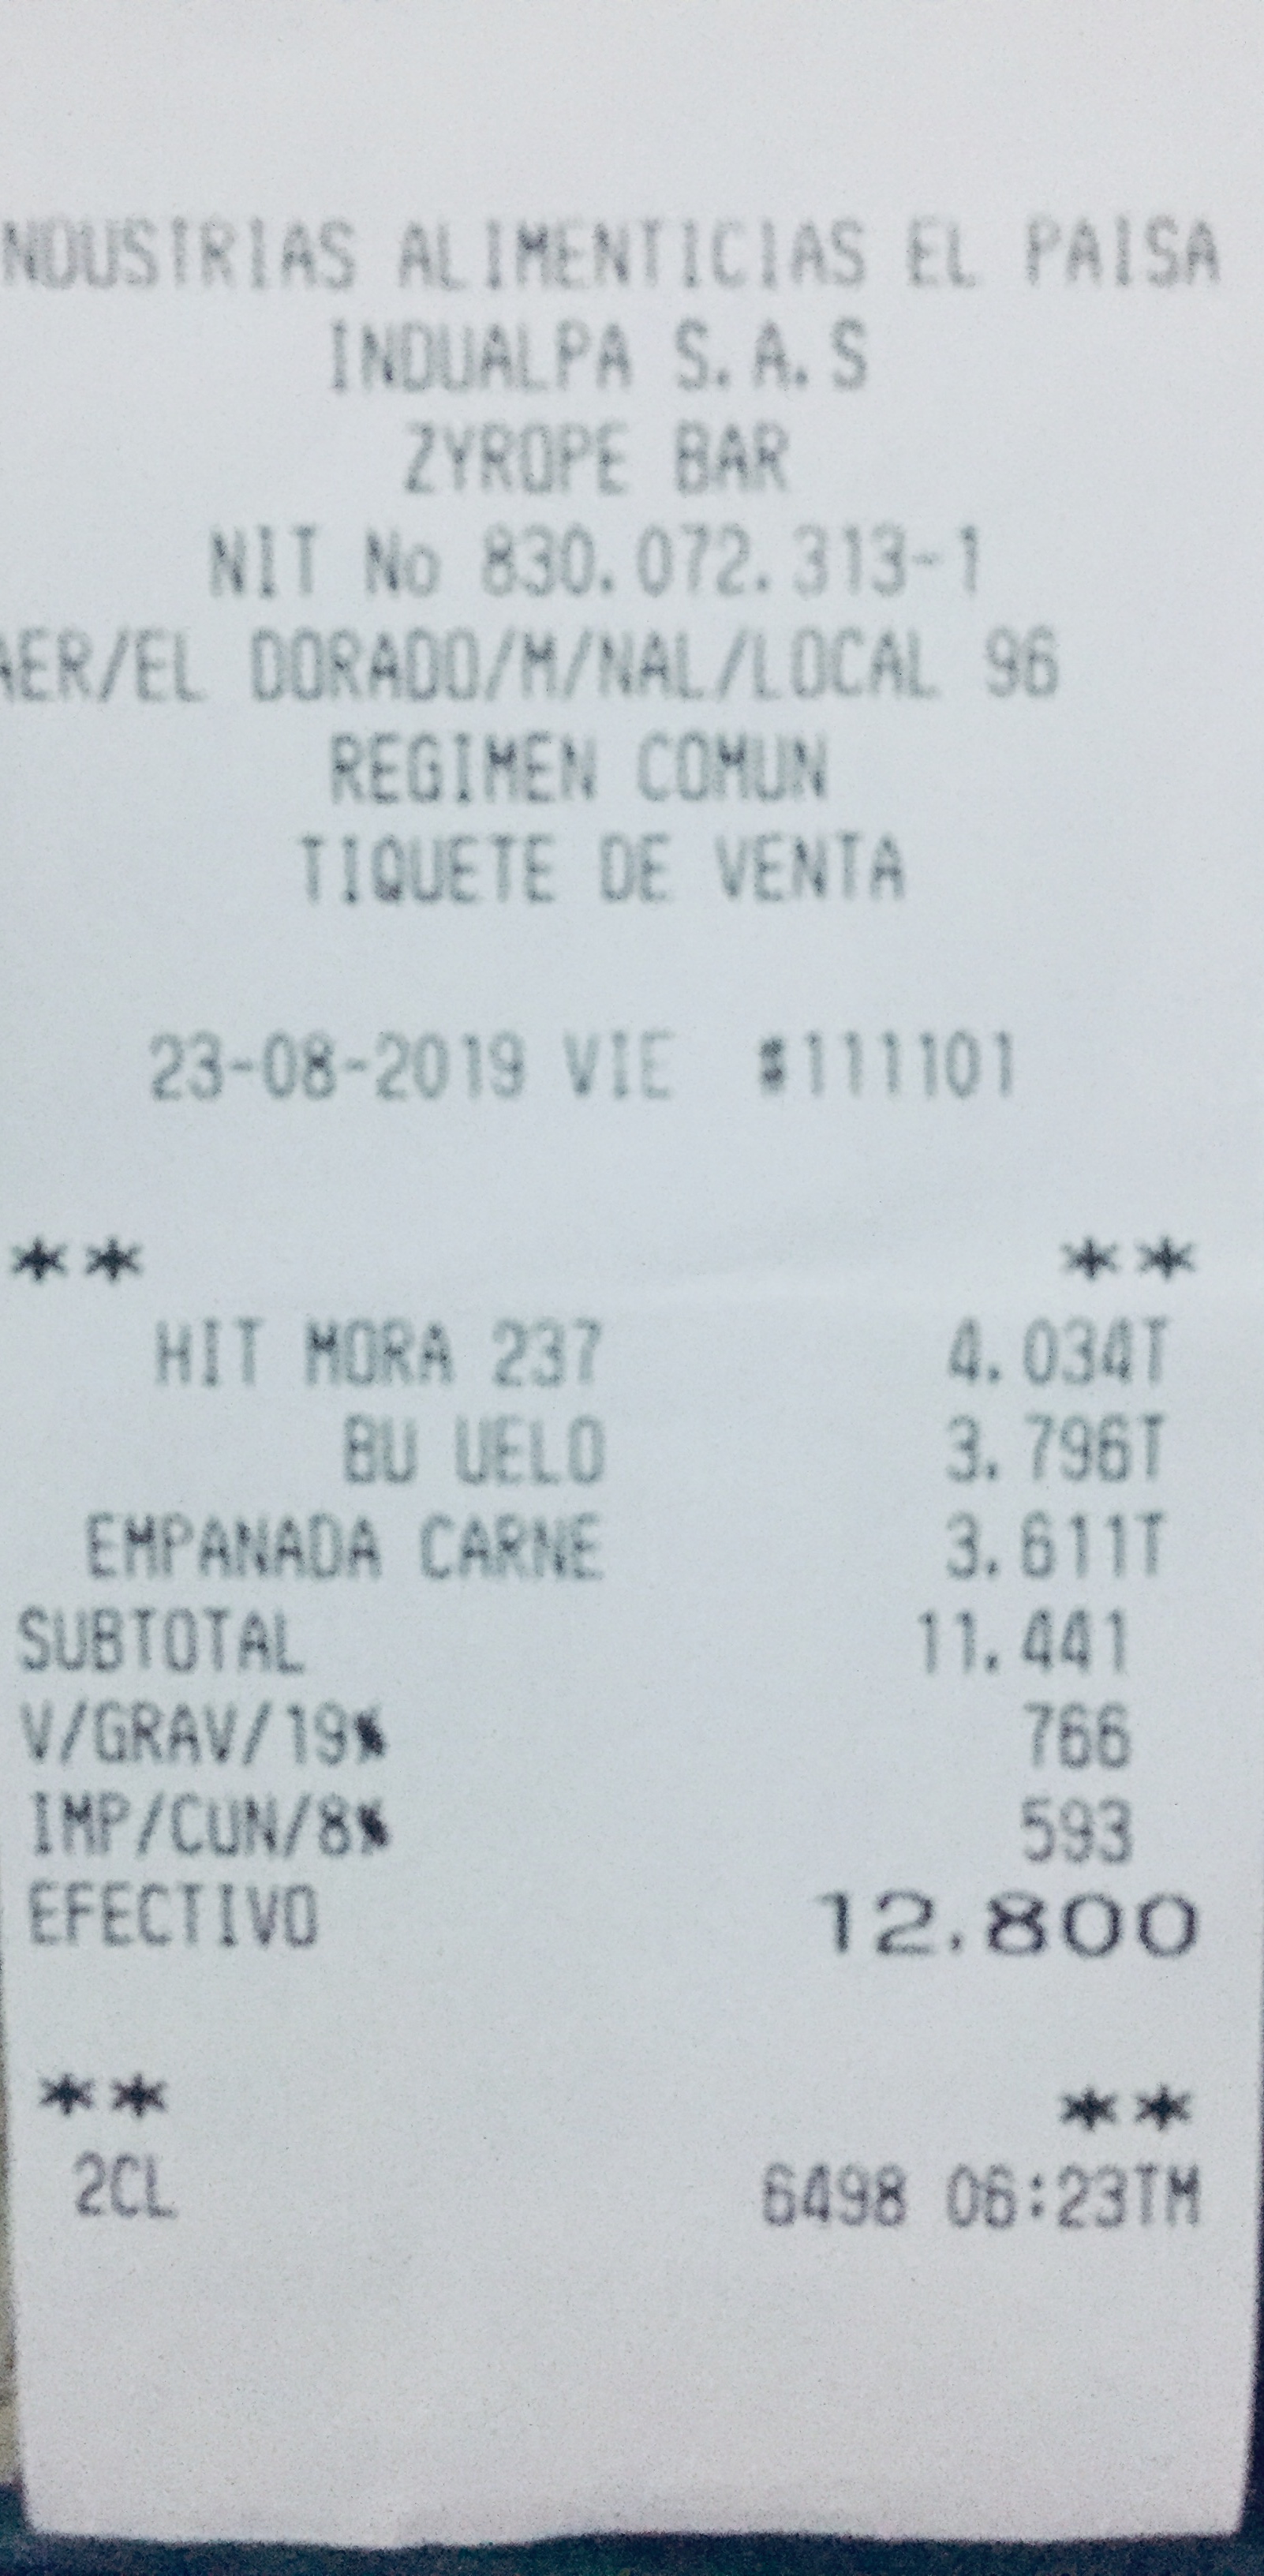 NDUSTRIAS ALIMENTICIAS EL PAISA
INDUALPA S.A.S
ZYROPE BAR
NIT No 830.072.313-1
AER/EL DORADO/M/NAL/LOCAL 96
REGIMEN COMUN
TIQUETE DE VENTA
23-08-2019 VIE #111101
** **
HIT MORA 237 4.034T
BU UELO 3.796T
EMPANADA CARNE 3.611T
SUBTOTAL 11.441
V/GRAV/19% 766
IMP/CUN/8% 593
EFECTIVO 12.800
** **
2CL 6498 06:23TM